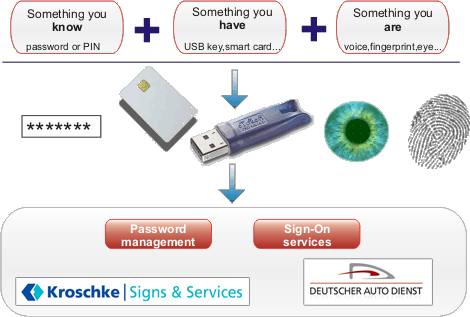 Something you
know
password or PIN
Something you
have
USB key,smart card...
Something you
are
voice,fingerprint,eye...
*******
Password
management
Sign-On
services
Kroschke | Signs & Services
DEUTSCHER AUTO DIENST